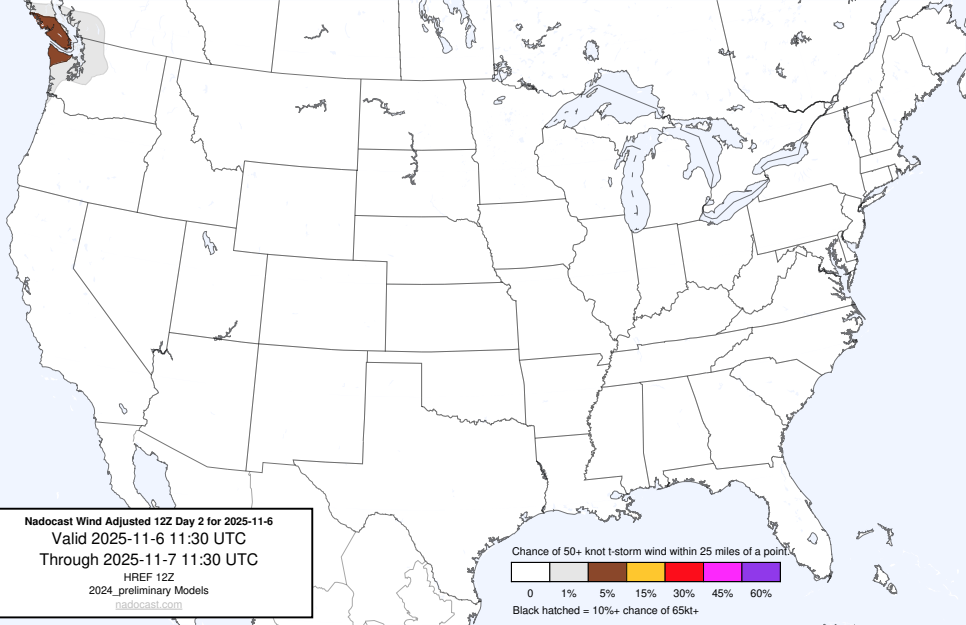 Nadocast Wind Adjusted 12Z Day 2 for 2025-11-6
Valid 2025-11-6 11:30 UTC
Through 2025-11-7 11:30 UTC
HREF 12Z
2024_preliminary Models
nadocast.com
Chance of 50+ knot t-storm wind within 25 miles of a point.
0 1% 5% 15% 30% 45% 60%
Black hatched = 10%+ chance of 65kt+